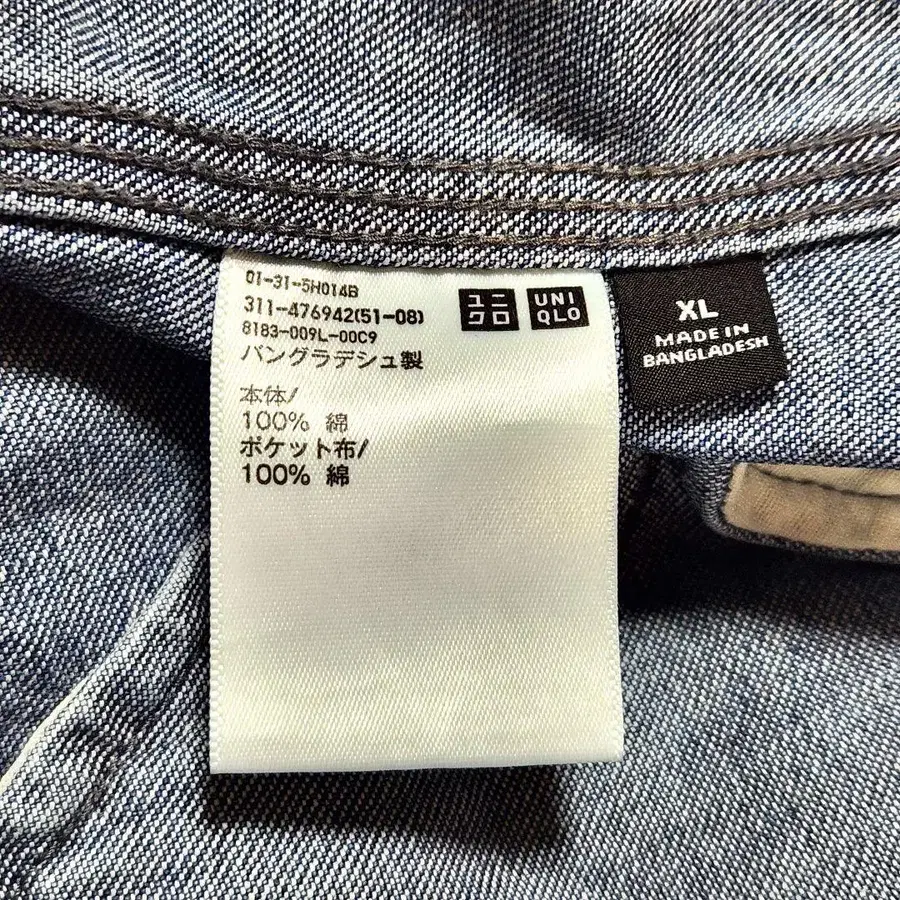 01-31-5H014B
311-476942(51-08)
8183-009L-00C9
バングラデシュ製
本体/
100% 綿
ポケット布/
100% 綿
ユニ
クロ
UNI
QLO
XL
MADE IN
BANGLADESH